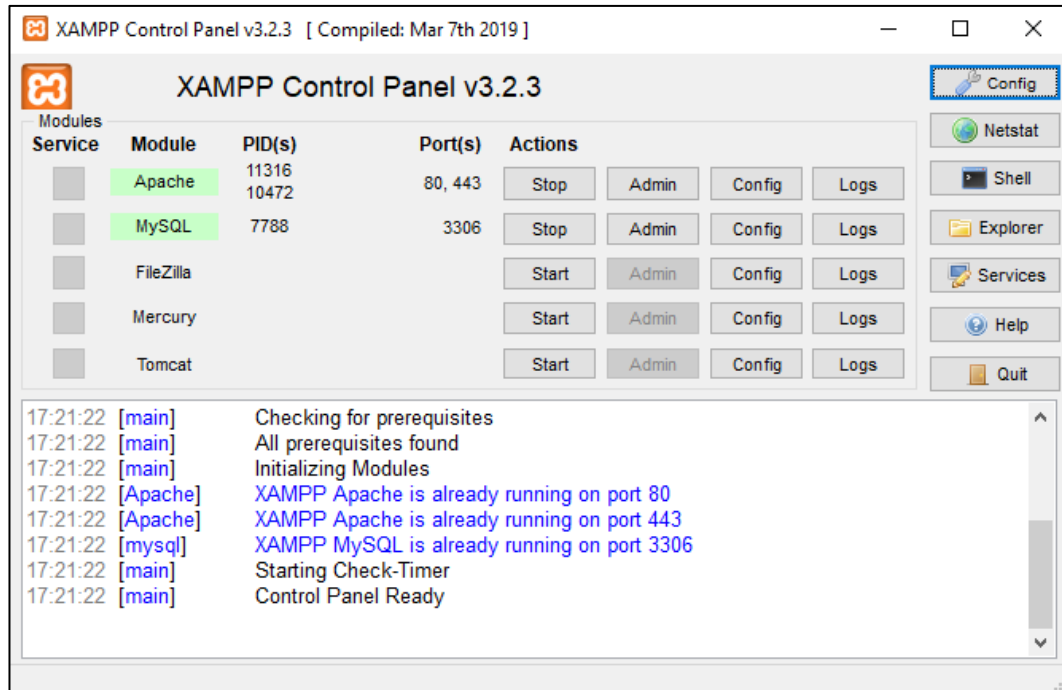 XAMPP Control Panel v3.2.3 [ Compiled: Mar 7th 2019 ]
XAMPP Control Panel v3.2.3
Config
Modules
Netstat
Service Module PID(s) Port(s) Actions
Apache 11316 10472 80, 443 Stop Admin Config Logs
Shell
MySQL 7788 3306 Stop Admin Config Logs
Explorer
FileZilla Start Admin Config Logs
Services
Mercury Start Admin Config Logs
Help
Tomcat Start Admin Config Logs
Quit
17:21:22 [main] Checking for prerequisites
17:21:22 [main] All prerequisites found
17:21:22 [main] Initializing Modules
17:21:22 [Apache] XAMPP Apache is already running on port 80
17:21:22 [Apache] XAMPP Apache is already running on port 443
17:21:22 [mysql] XAMPP MySQL is already running on port 3306
17:21:22 [main] Starting Check-Timer
17:21:22 [main] Control Panel Ready